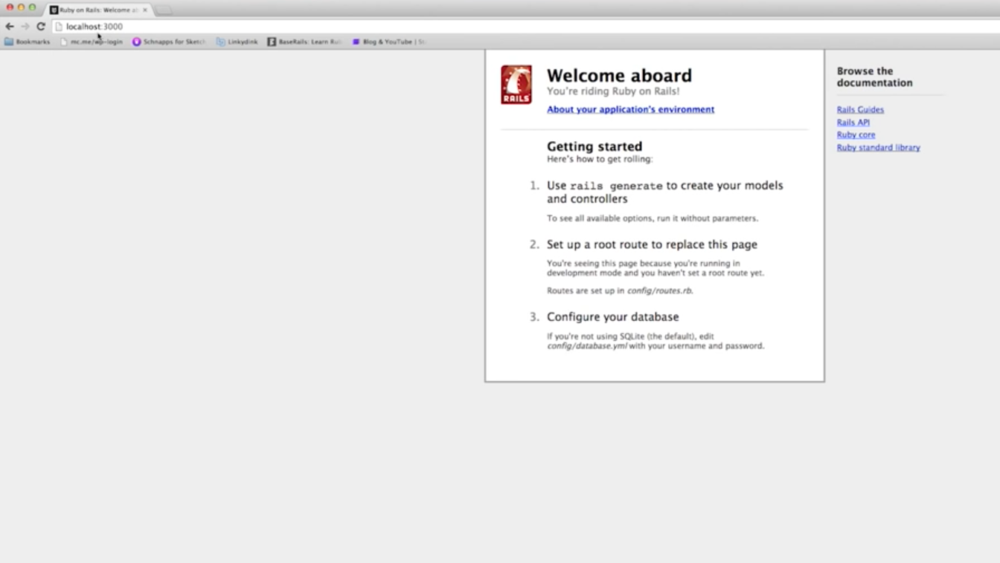 Ruby on Rails: Welcome
localhost:3000
Bookmarks
mc.me/wp-login
Schnapps for Sketch
Linkydink
BaseRails: Learn
Blog & YouTube |
RAILS
Welcome aboard
You're riding Ruby on Rails!
About your application's environment
Getting started
Here's how to get rolling:
1. Use rails generate to create your models
and controllers
To see all available options, run it without parameters.
2. Set up a root route to replace this page
You're seeing this page because you're running in
development mode and you haven't set a root route yet.
Routes are set up in config/routes.rb.
3. Configure your database
If you're not using SQLite (the default), edit
config/database.yml with your username and password.
Browse the
documentation
Rails Guides
Rails API
Ruby core
Ruby standard library